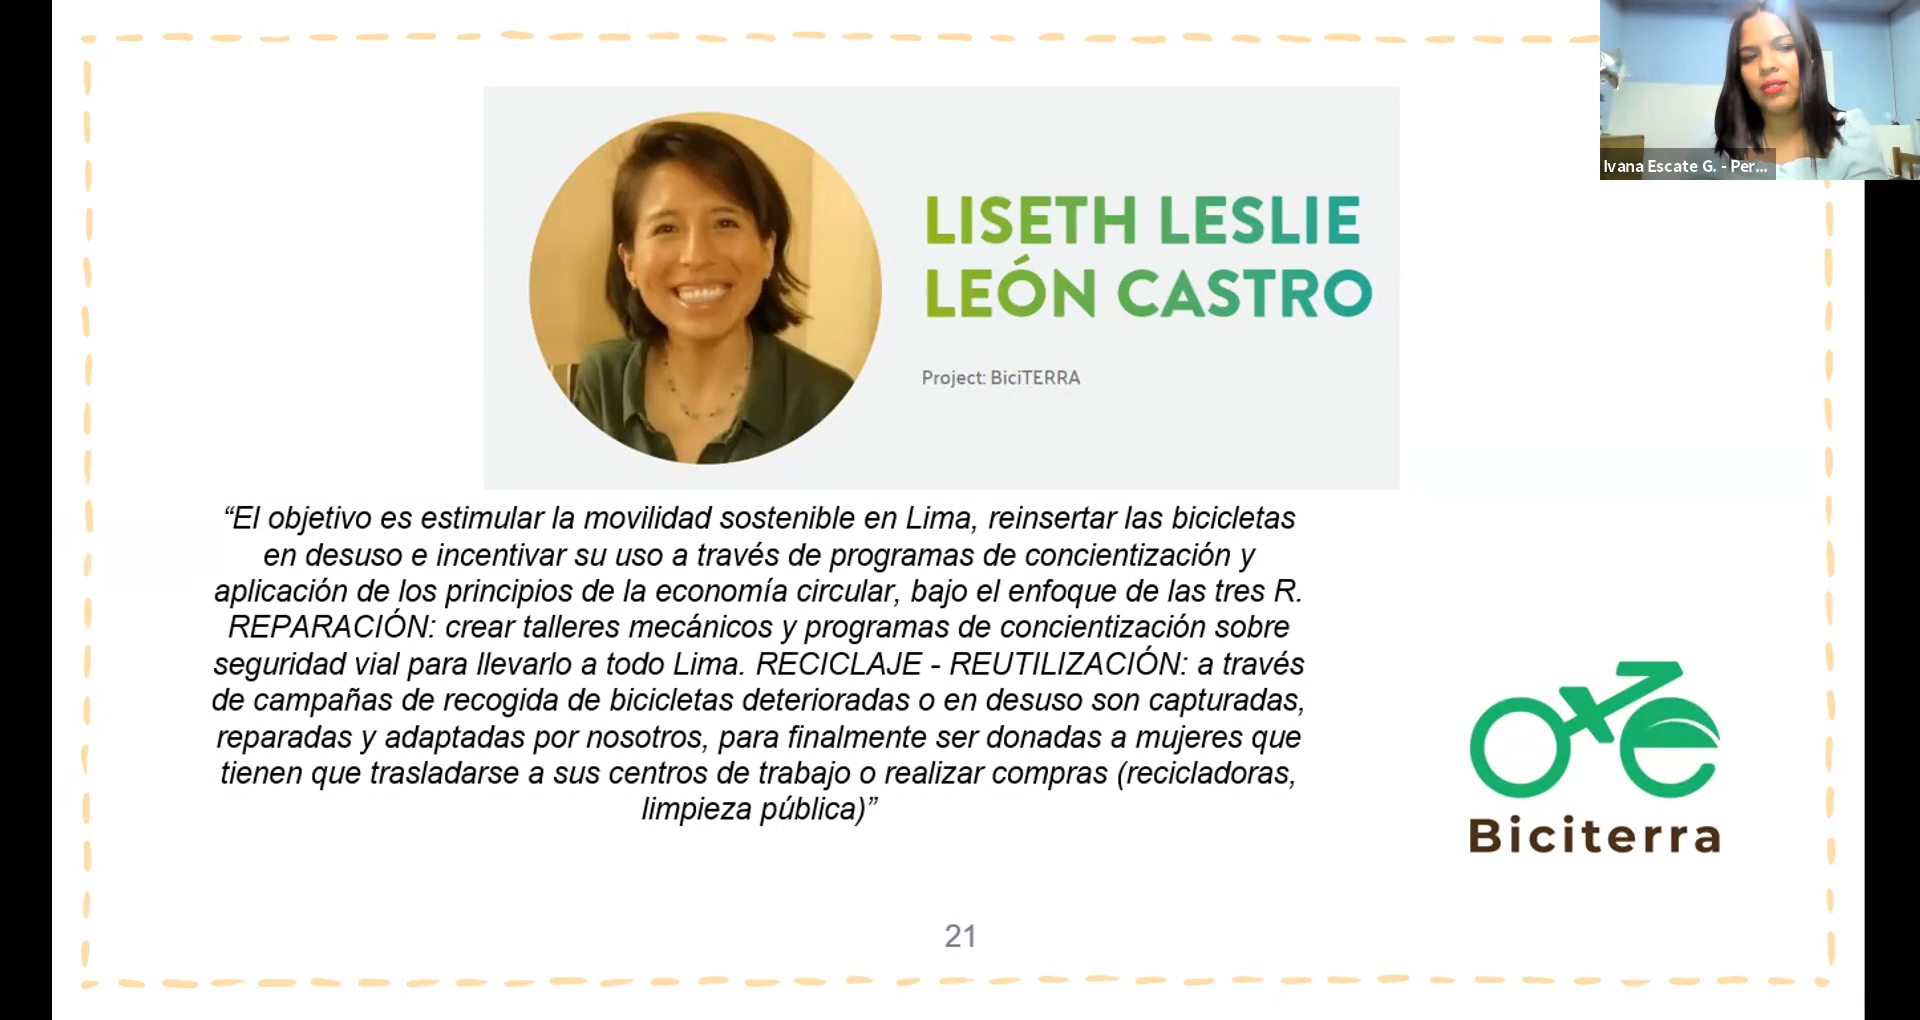 Ivana Escate G. - Per...
LISETH LESLIE
LEÓN CASTRO
Project: BiciTERRA
“El objetivo es estimular la movilidad sostenible en Lima, reinsertar las bicicletas
en desuso e incentivar su uso a través de programas de concientización y
aplicación de los principios de la economía circular, bajo el enfoque de las tres R.
REPARACIÓN: crear talleres mecánicos y programas de concientización sobre
seguridad vial para llevarlo a todo Lima. RECICLAJE - REUTILIZACIÓN: a través
de campañas de recogida de bicicletas deterioradas o en desuso son capturadas,
reparadas y adaptadas por nosotros, para finalmente ser donadas a mujeres que
tienen que trasladarse a sus centros de trabajo o realizar compras (recicladoras,
limpieza pública)”
Biciterra
21